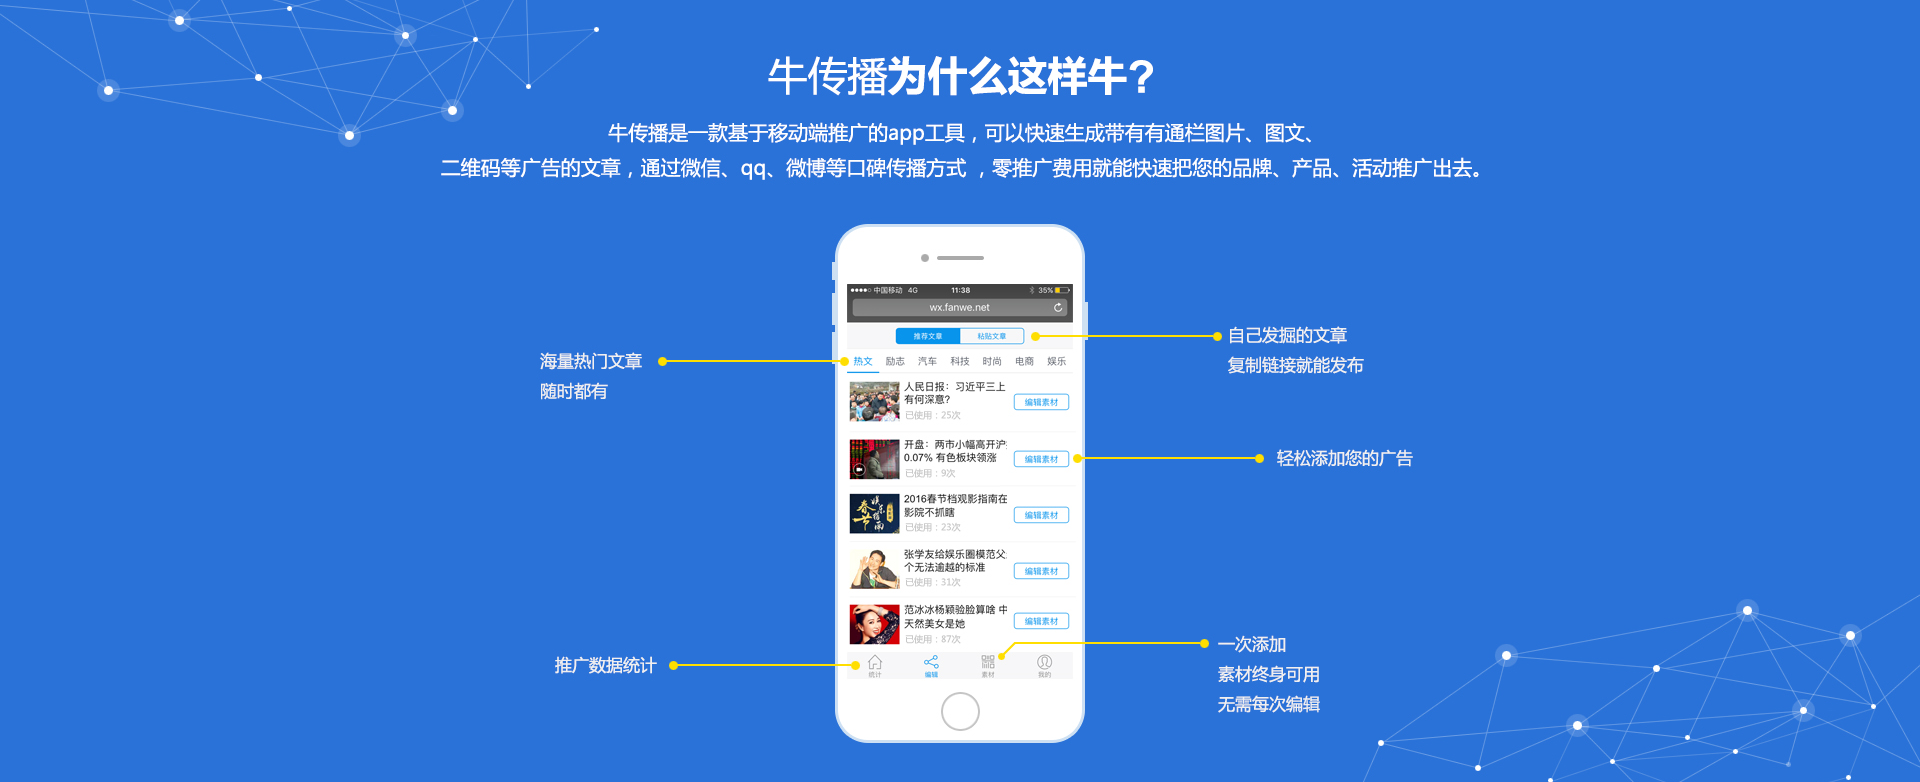 牛传播为什么这样牛?
牛传播是一款基于移动端推广的app工具，可以快速生成带有有通栏图片、图文、
二维码等广告的文章，通过微信、qq、微博等口碑传播方式 ，零推广费用就能快速把您的品牌、产品、活动推广出去。
中国移动 4G 11:38 35%
wx.fanwe.net
推荐文章 粘贴文章
自己发掘的文章
复制链接就能发布
海量热门文章
随时都有
热文 励志 汽车 科技 时尚 电商 娱乐
人民日报：习近平三上
有何深意?
已使用：25次
编辑素材
开盘：两市小幅高开沪
0.07% 有色板块领涨
已使用：9次
编辑素材
轻松添加您的广告
春节
娱乐指南
2016春节档观影指南在
影院不抓瞎
已使用：23次
编辑素材
张学友给娱乐圈模范父
个无法逾越的标准
已使用：31次
编辑素材
范冰冰杨颖验脸算啥 中
天然美女是她
已使用：87次
编辑素材
推广数据统计
一次添加
素材终身可用
无需每次编辑
统计 编辑 素材 我的